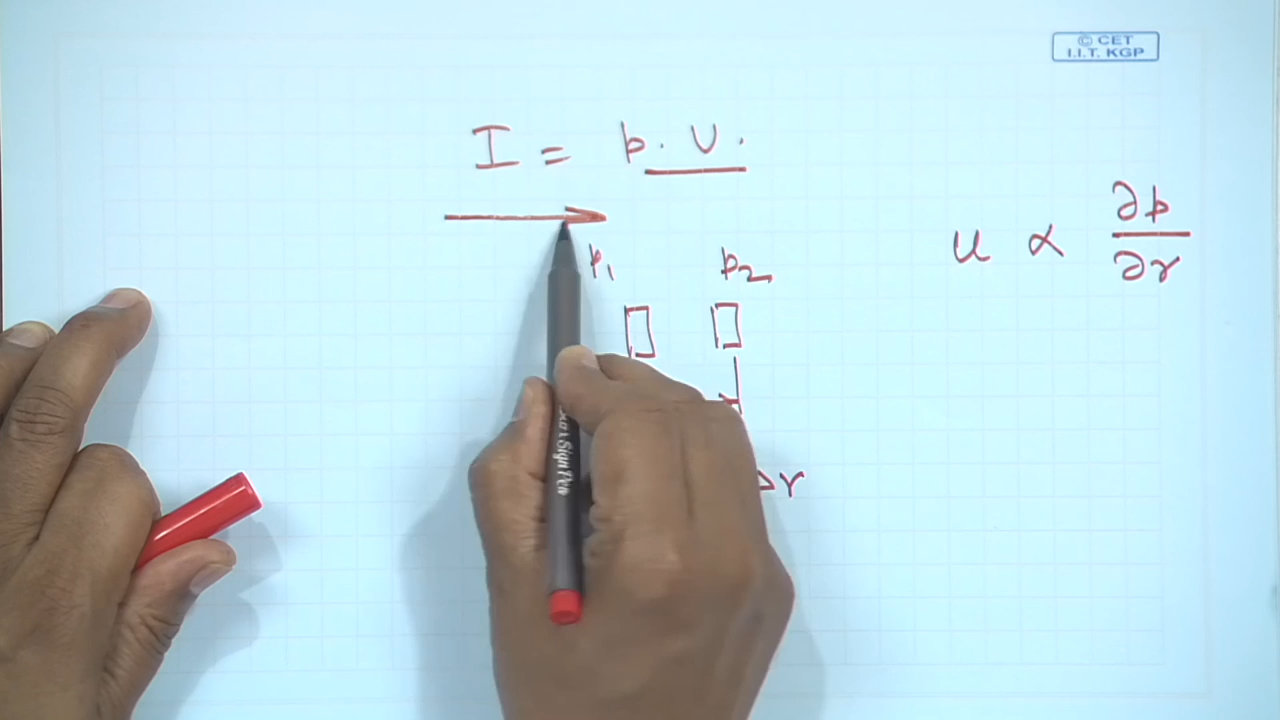 © CET
I.I.T. KGP
I = p. U.
u ∝ ∂p/∂r
p₁ p₂
Δr